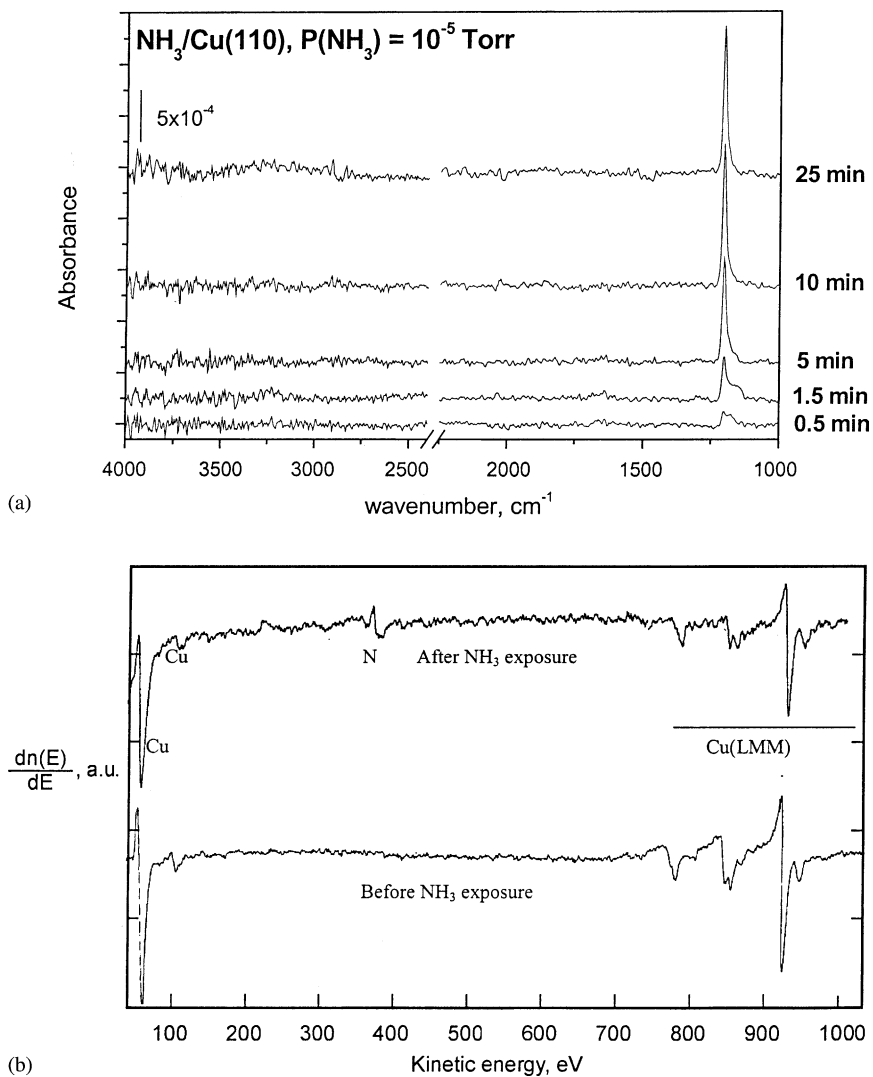 NH₃/Cu(110), P(NH₃) = 10⁻⁵ Torr
5x10⁻⁴
25 min
10 min
5 min
1.5 min
0.5 min
Absorbance
4000 3500 3000 2500 2000 1500 1000
wavenumber, cm⁻¹
(a)
Cu N After NH₃ exposure
Cu
Cu(LMM)
dn(E)
dE , a.u.
Before NH₃ exposure
100 200 300 400 500 600 700 800 900 1000
Kinetic energy, eV
(b)